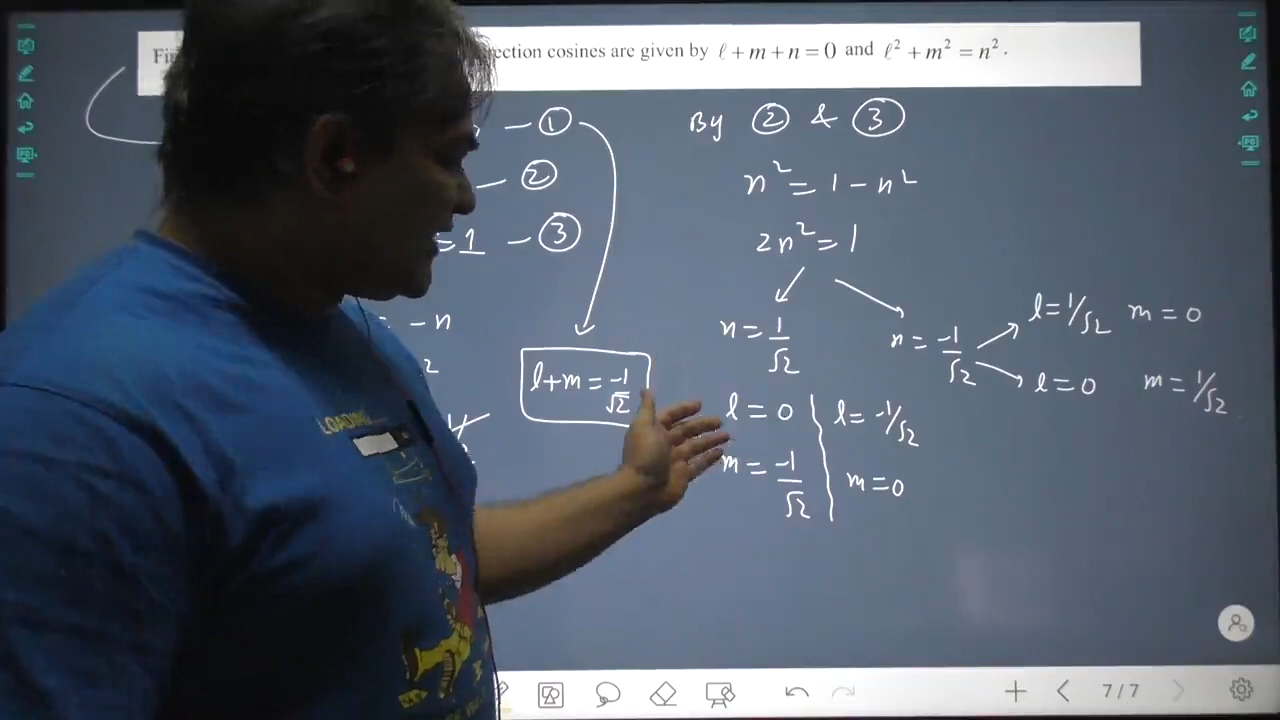 ection cosines are given by ℓ + m + n = 0 and ℓ² + m² = n².
— ①
— ②
= 1 — ③
= - n
2
l + m = -1/√2
By ② & ③
n² = 1 - n²
2n² = 1
n = 1/√2
n = -1/√2
l = 1/√2 m = 0
l = 0 m = 1/√2
l = 0
m = -1/√2
l = -1/√2
m = 0
LOADING
7/7